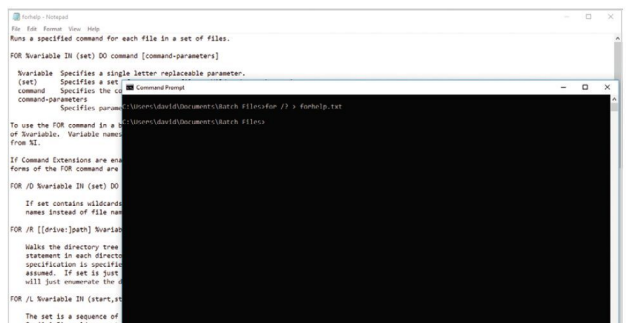 forhelp - Notepad
File Edit Format View Help
Runs a specified command for each file in a set of files.
FOR %variable IN (set) DO command [command-parameters]
%variable Specifies a single letter replaceable parameter.
(set) Specifies a set
command Specifies the co
command-parameters
Specifies parame
To use the FOR command in a b
of %variable. Variable names
from %I.
If Command Extensions are ena
forms of the FOR command are
FOR /D %variable IN (set) DO
If set contains wildcards
names instead of file nam
FOR /R [[drive:]path] %variab
Walks the directory tree
statement in each directo
specification is specifie
assumed. If set is just
will just enumerate the d
FOR /L %variable IN (start,st
The set is a sequence of
Command Prompt
C:\Users\david\Documents\Batch Files>for /? > forhelp.txt
C:\Users\david\Documents\Batch Files>